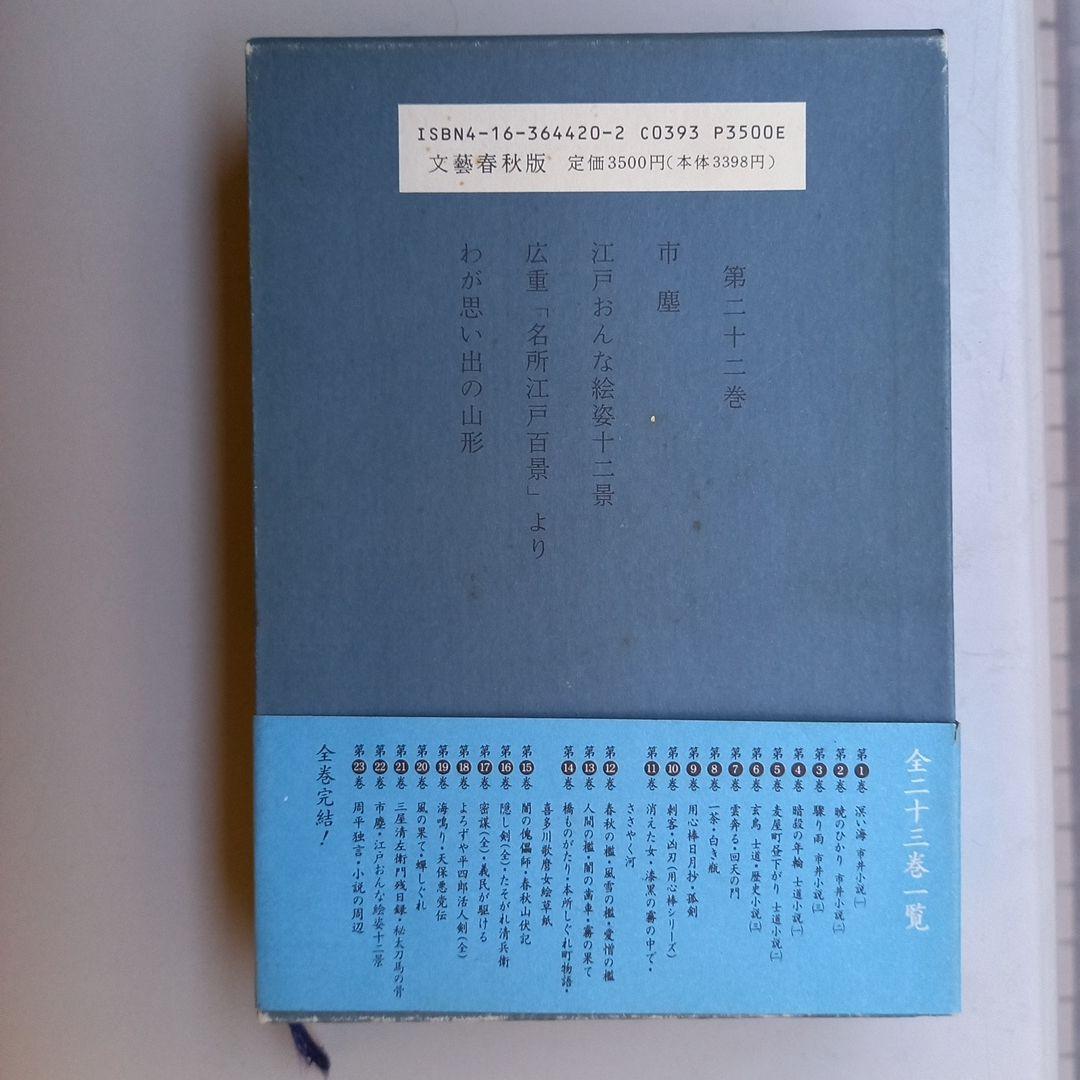 ISBN4-16-364420-2 C0393 P3500E
文藝春秋版 定価3500円(本体3398円)
第二十二巻
市塵
江戸おんな絵姿十二景
広重「名所江戸百景」より
わが思い出の山形
全二十三巻一覧
第1巻 溟い海 市井小説(一)
第2巻 暁のひかり 市井小説(二)
第3巻 驟り雨 市井小説(三)
第4巻 暗殺の年輪 士道小説(一)
第5巻 麦屋町昼下がり 士道小説(二)
第6巻 玄鳥 士道・歴史小説(三)
第7巻 雲奔る・回天の門
第8巻 一茶・白き瓶
第9巻 用心棒日月抄・孤剣
第10巻 刺客・凶刃(用心棒シリーズ)
第11巻 消えた女・漆黒の霧の中で・
ささやく河
第12巻 春秋の檻・風雪の檻・愛憎の檻
第13巻 人間の檻・闇の歯車・霧の果て
第14巻 橋ものがたり・本所しぐれ町物語・
喜多川歌麿女絵草紙
第15巻 闇の傀儡師・春秋山伏記
第16巻 隠し剣(全)・たそがれ清兵衛
第17巻 密謀(全)・義民が駆ける
第18巻 よろずや平四郎活人剣(全)
第19巻 海鳴り・天保悪党伝
第20巻 風の果て・蟬しぐれ
第21巻 三屋清左衛門残日録・秘太刀馬の骨
第22巻 市塵・江戸おんな絵姿十二景
第23巻 周平独言・小説の周辺
全巻完結!